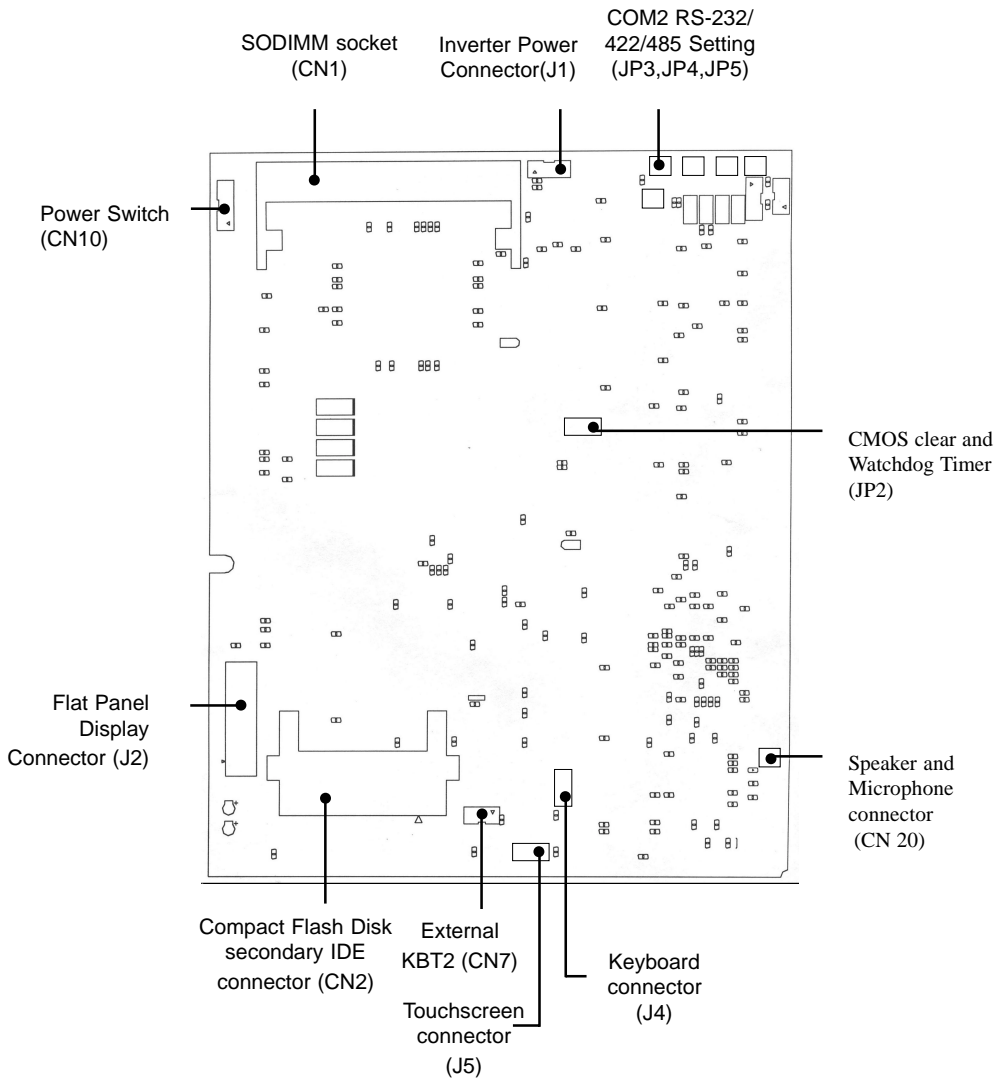 COM2 RS-232/
422/485 Setting
(JP3,JP4,JP5)
SODIMM socket
(CN1)
Inverter Power
Connector(J1)
Power Switch
(CN10)
CMOS clear and
Watchdog Timer
(JP2)
Flat Panel
Display
Connector (J2)
Speaker and
Microphone
connector
(CN 20)
Compact Flash Disk
secondary IDE
connector (CN2)
External
KBT2 (CN7)
Keyboard
connector
(J4)
Touchscreen
connector
(J5)